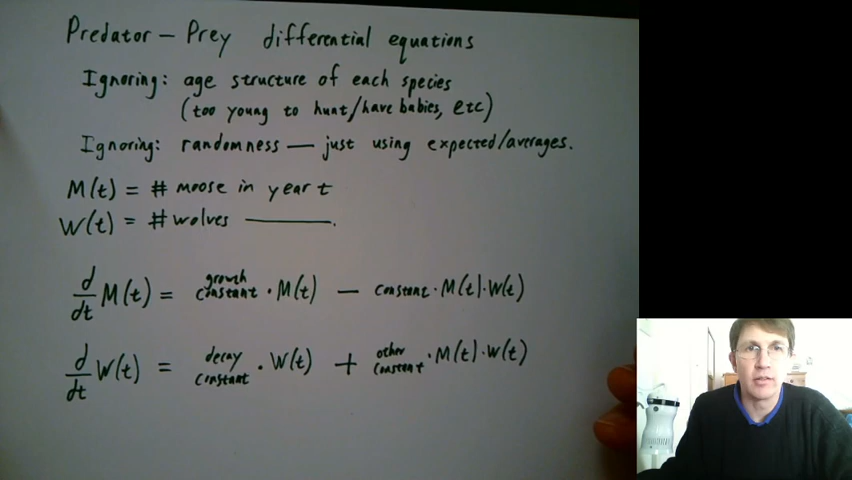 Predator - Prey differential equations
Ignoring: age structure of each species
(too young to hunt/have babies, etc)
Ignoring: randomness — just using expected/averages.
M(t) = # moose in year t
W(t) = # wolves ————.
d/dt M(t) = growth constant · M(t) — constant · M(t) · W(t)
d/dt W(t) = decay constant · W(t) + other constant · M(t) · W(t)